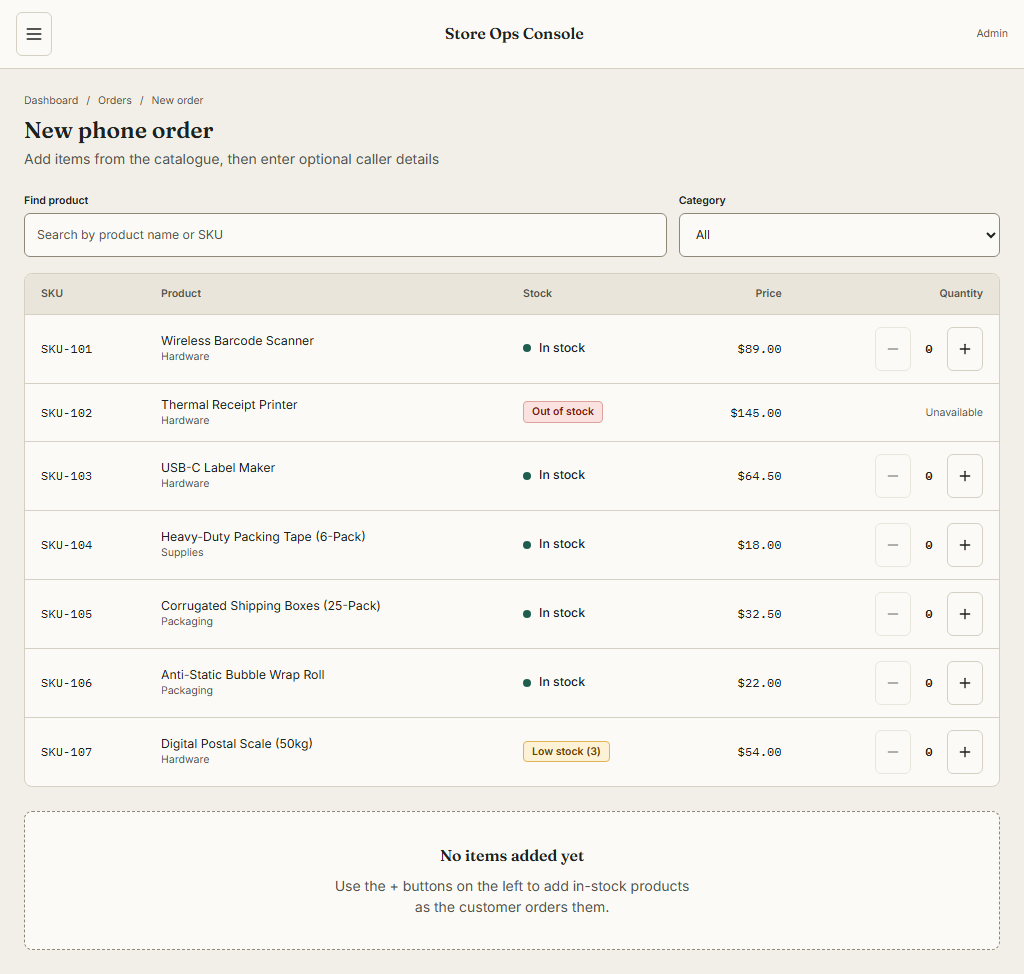 Store Ops Console
Admin
Dashboard / Orders / New order
New phone order
Add items from the catalogue, then enter optional caller details
Find product
Category
Search by product name or SKU
All
SKU Product Stock Price Quantity
SKU-101 Wireless Barcode Scanner In stock $89.00 − 0 +
Hardware
SKU-102 Thermal Receipt Printer Out of stock $145.00 Unavailable
Hardware
SKU-103 USB-C Label Maker In stock $64.50 − 0 +
Hardware
SKU-104 Heavy-Duty Packing Tape (6-Pack) In stock $18.00 − 0 +
Supplies
SKU-105 Corrugated Shipping Boxes (25-Pack) In stock $32.50 − 0 +
Packaging
SKU-106 Anti-Static Bubble Wrap Roll In stock $22.00 − 0 +
Packaging
SKU-107 Digital Postal Scale (50kg) Low stock (3) $54.00 − 0 +
Hardware
No items added yet
Use the + buttons on the left to add in-stock products
as the customer orders them.